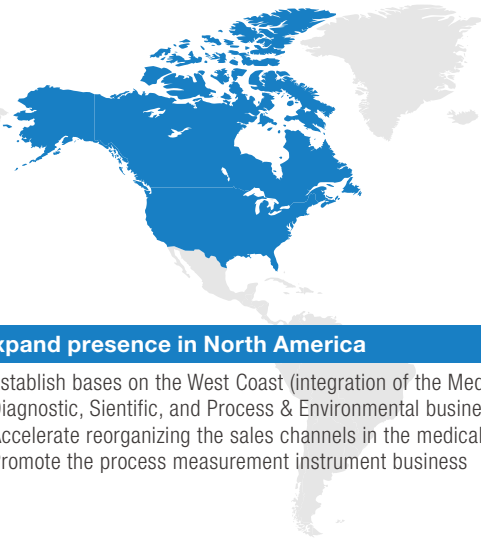 xpand presence in North America
stablish bases on the West Coast (integration of the Med
iagnostic, Sientific, and Process & Environmental busine
ccelerate reorganizing the sales channels in the medical
romote the process measurement instrument business